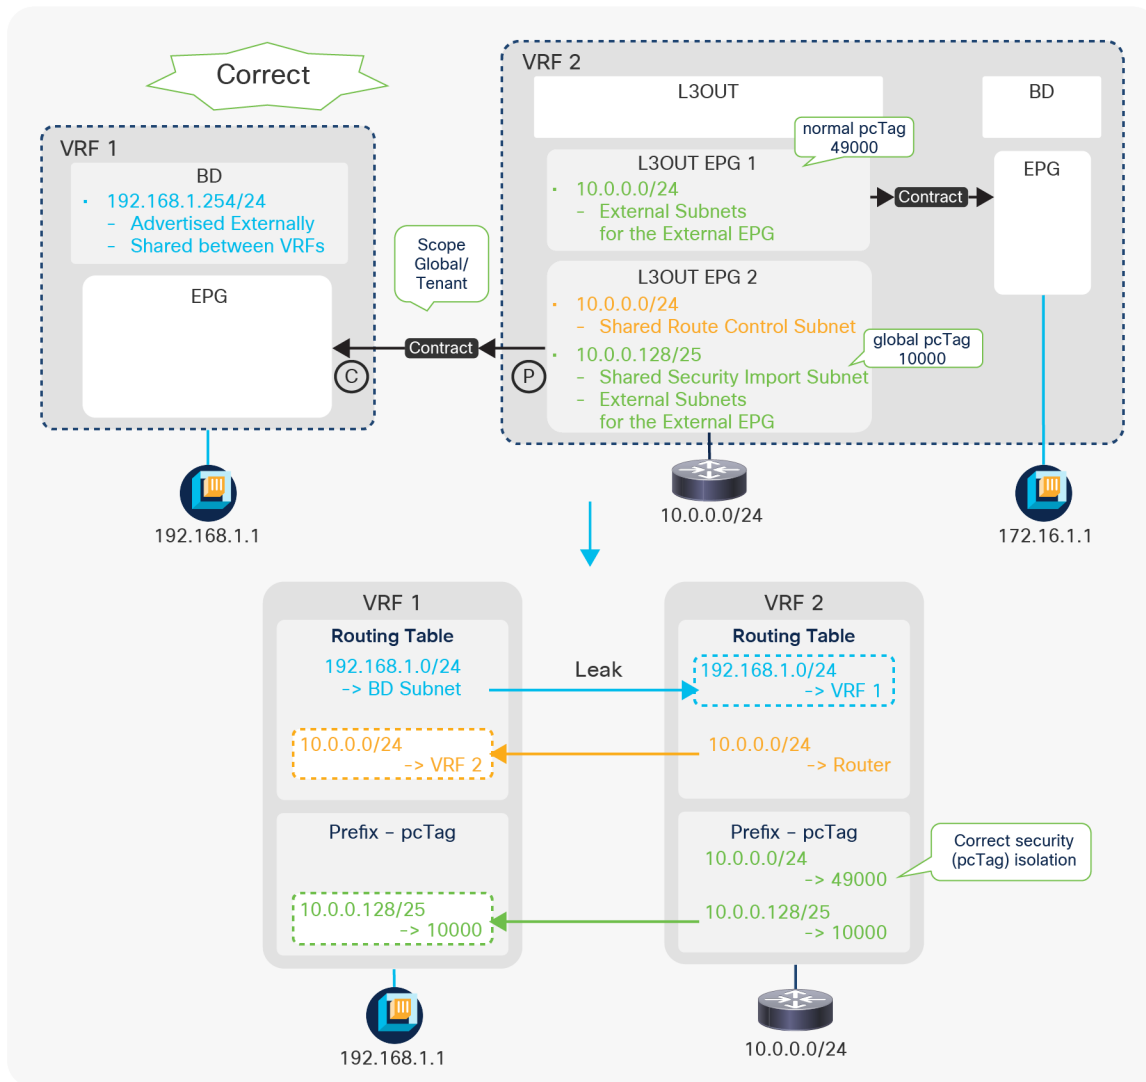 Correct
VRF 1
BD
· 192.168.1.254/24
– Advertised Externally
– Shared between VRFs
EPG
Scope
Global/
Tenant
Contract
C
P
192.168.1.1
VRF 2
L3OUT
BD
normal pcTag
49000
L3OUT EPG 1
· 10.0.0.0/24
– External Subnets
for the External EPG
Contract
EPG
L3OUT EPG 2
· 10.0.0.0/24
– Shared Route Control Subnet
· 10.0.0.128/25
– Shared Security Import Subnet
– External Subnets
for the External EPG
global pcTag
10000
10.0.0.0/24
172.16.1.1
VRF 1
Routing Table
192.168.1.0/24
-> BD Subnet
10.0.0.0/24
-> VRF 2
Prefix – pcTag
10.0.0.128/25
-> 10000
192.168.1.1
Leak
VRF 2
Routing Table
192.168.1.0/24
-> VRF 1
10.0.0.0/24
-> Router
Prefix – pcTag
10.0.0.0/24
-> 49000
10.0.0.128/25
-> 10000
Correct security
(pcTag) isolation
10.0.0.0/24